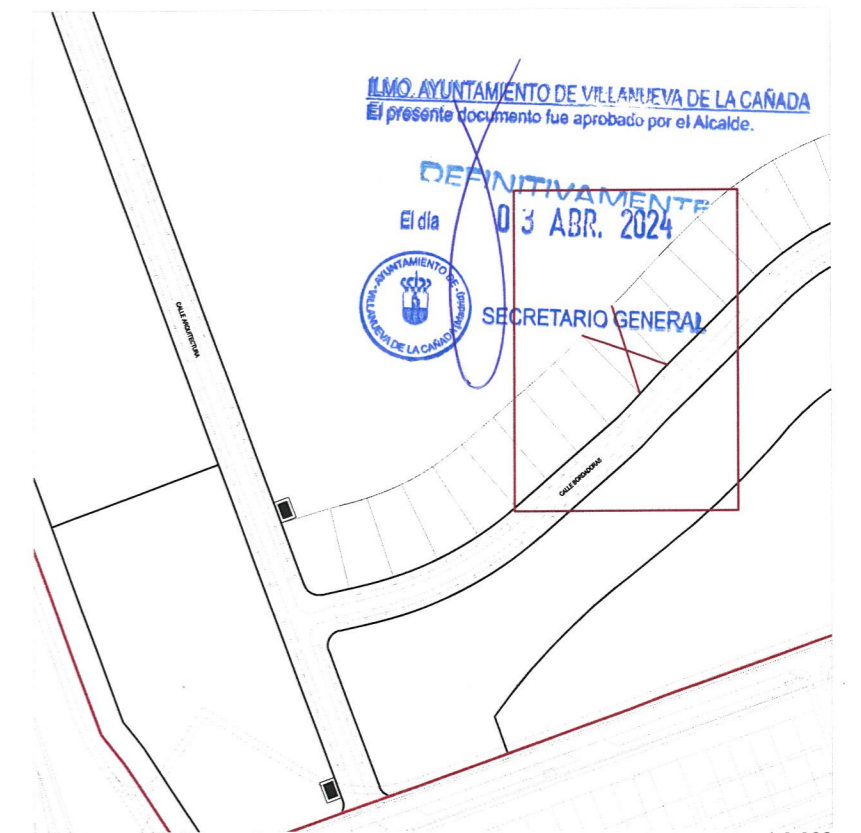 ILMO. AYUNTAMIENTO DE VILLANUEVA DE LA CAÑADA
El presente documento fue aprobado por el Alcalde.
DEFINITIVAMENTE
El día 03 ABR. 2024
AYUNTAMIENTO DE - VILLANUEVA DE LA CAÑADA (Madrid)
SECRETARIO GENERAL
CALLE ARQUITECTURA
CALLE BORDADORAS